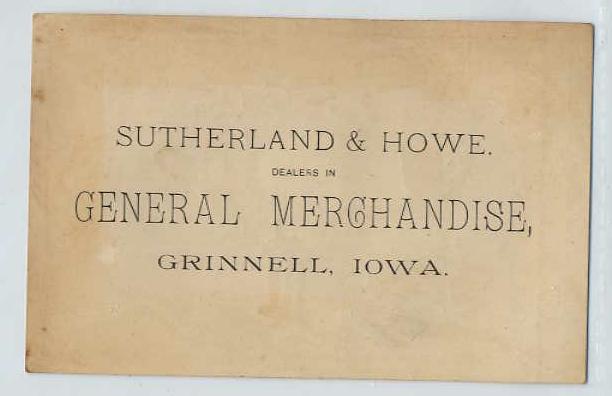 SUTHERLAND & HOWE.
DEALERS IN
GENERAL MERCHANDISE,
GRINNELL, IOWA.